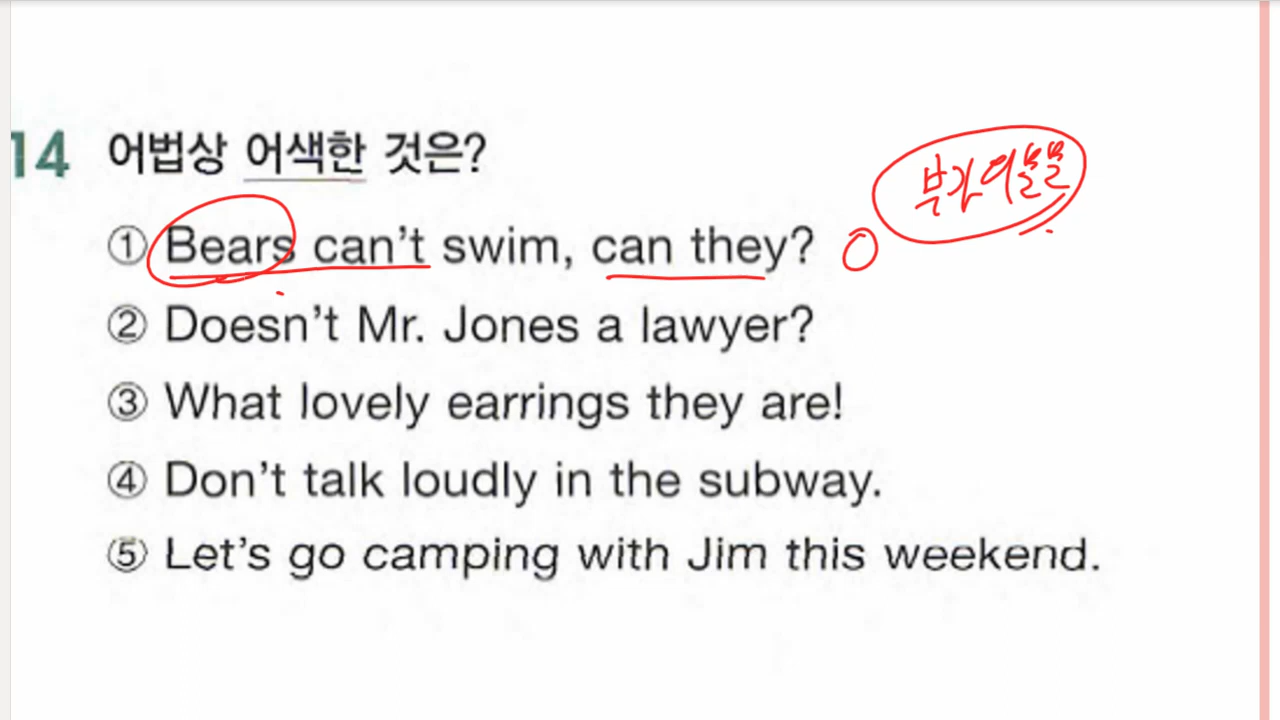 14 어법상 어색한 것은?
부가의문문
① Bears can't swim, can they?
② Doesn't Mr. Jones a lawyer?
③ What lovely earrings they are!
④ Don't talk loudly in the subway.
⑤ Let's go camping with Jim this weekend.